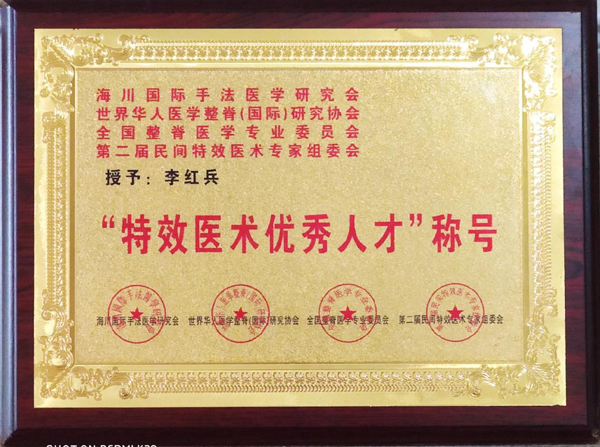 海川国际手法医学研究会
世界华人医学整脊(国际)研究协会
全国整脊医学专业委员会
第二届民间特效医术专家组委会
授予：李红兵
“特效医术优秀人才”称号
海川国际手法医学研究会 世界华人医学整脊(国际)研究协会 全国整脊医学专业委员会 第二届民间特效医术专家组委会
SHOT ON REDMI K30